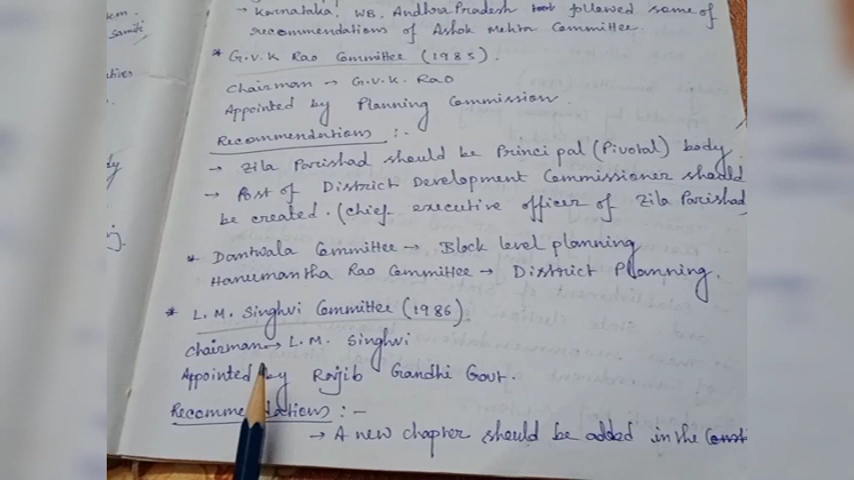 → Karnataka, WB, Andhra Pradesh followed some of
recommendations of Ashok Mehta Committee.
* G.V.K Rao Committee (1985).
Chairman → G.V.K. Rao
Appointed by Planning Commission.
Recommendations :-
→ Zila Parishad should be Principal (Pivotal) body
→ Post of District Development Commissioner should
be created. (chief executive officer of Zila Parishad
* Dantwala Committee → Block level planning
Hanumantha Rao Committee → District Planning.
* L.M. Singhvi Committee (1986).
Chairman → L.M. Singhvi
Appointed by Rajib Gandhi Govt.
Recommendations :-
→ A new chapter should be added in the Const
samiti